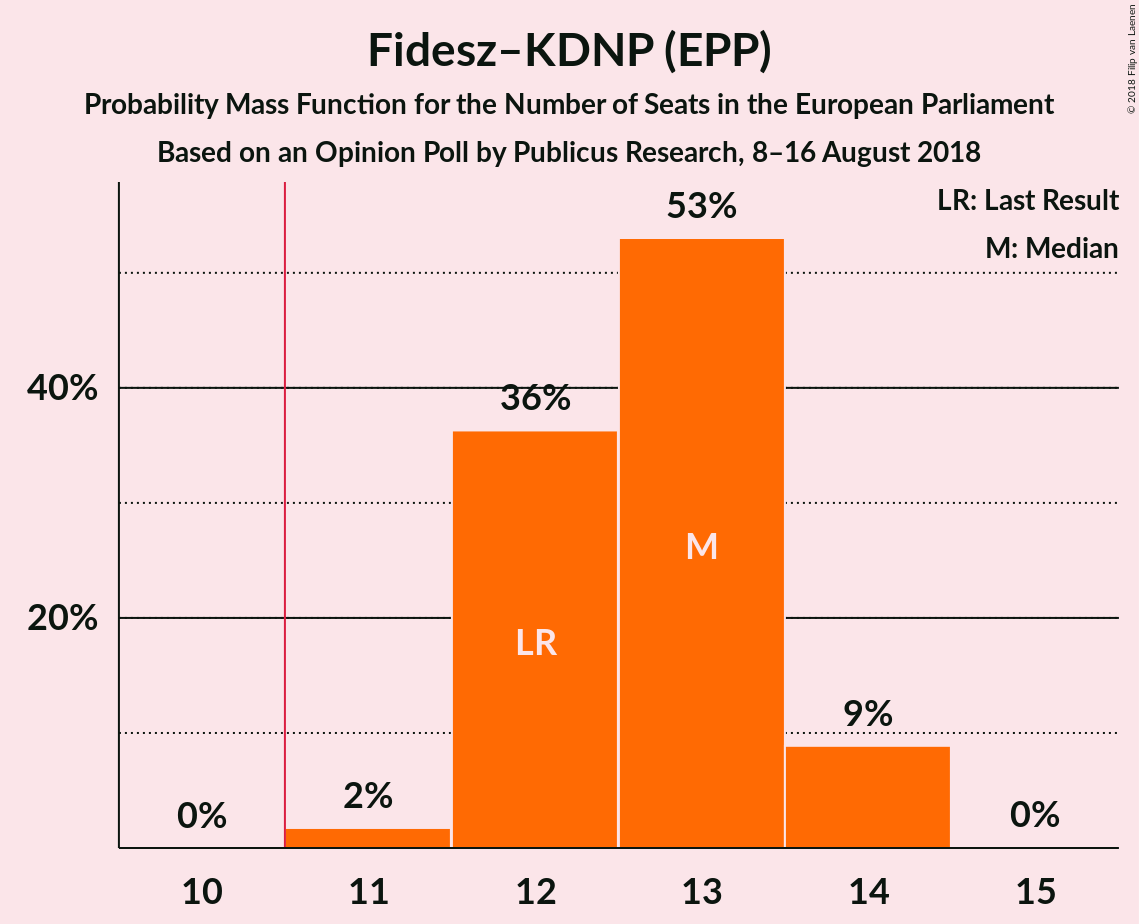 Fidesz–KDNP (EPP)
Probability Mass Function for the Number of Seats in the European Parliament
Based on an Opinion Poll by Publicus Research, 8–16 August 2018
© 2018 Filip van Laenen
LR: Last Result
M: Median
53%
40%
36%
M
20%
LR
9%
2%
0%
0%
10 11 12 13 14 15